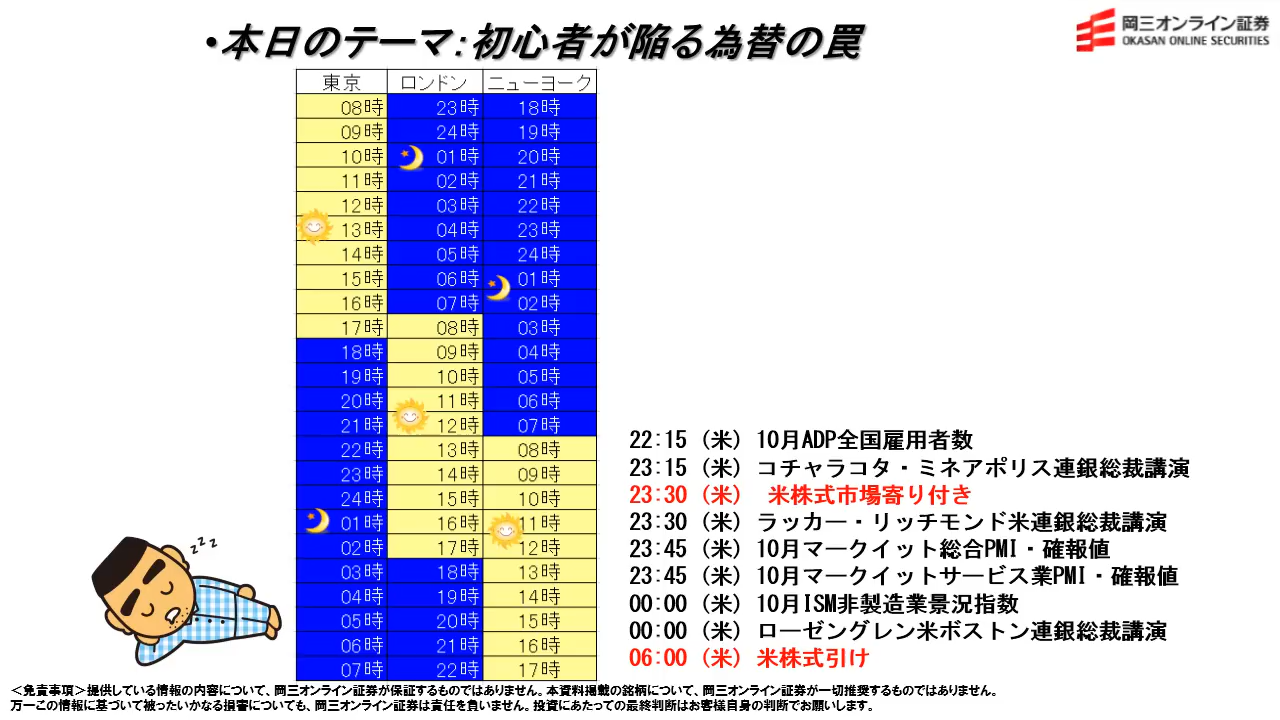 •本日のテーマ：初心者が陥る為替の罠
岡三オンライン証券
OKASAN ONLINE SECURITIES
東京 ロンドン ニューヨーク
08時 23時 18時
09時 24時 19時
10時 01時 20時
11時 02時 21時
12時 03時 22時
13時 04時 23時
14時 05時 24時
15時 06時 01時
16時 07時 02時
17時 08時 03時
18時 09時 04時
19時 10時 05時
20時 11時 06時
21時 12時 07時
22時 13時 08時
23時 14時 09時
24時 15時 10時
01時 16時 11時
02時 17時 12時
03時 18時 13時
04時 19時 14時
05時 20時 15時
06時 21時 16時
07時 22時 17時
zzz
22:15（米）10月ADP全国雇用者数
23:15（米）コチャラコタ・ミネアポリス連銀総裁講演
23:30（米） 米株式市場寄り付き
23:30（米）ラッカー・リッチモンド米連銀総裁講演
23:45（米）10月マークイット総合PMI・確報値
23:45（米）10月マークイットサービス業PMI・確報値
00:00（米）10月ISM非製造業景況指数
00:00（米）ローゼングレン米ボストン連銀総裁講演
06:00（米）米株式引け
＜免責事項＞提供している情報の内容について、岡三オンライン証券が保証するものではありません。本資料掲載の銘柄について、岡三オンライン証券が一切推奨するものではありません。
万一この情報に基づいて被ったいかなる損害についても、岡三オンライン証券は責任を負いません。投資にあたっての最終判断はお客様自身の判断でお願いします。